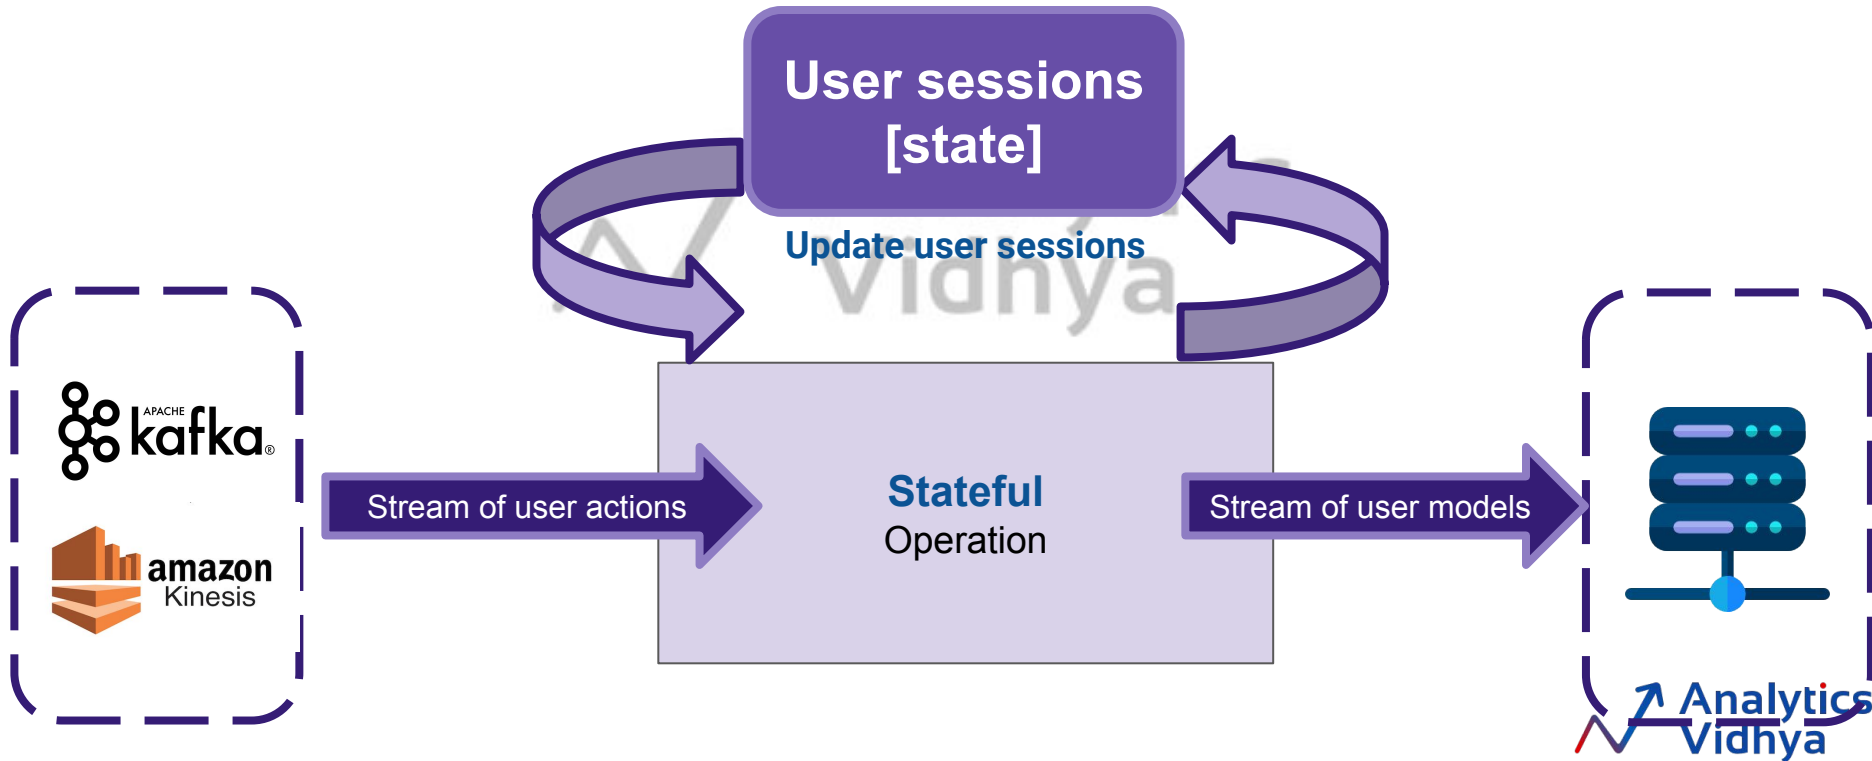 User sessions
[state]
Update user sessions
Vidhya
APACHE
kafka®
amazon
Kinesis
Stream of user actions
Stateful
Operation
Stream of user models
Analytics
Vidhya